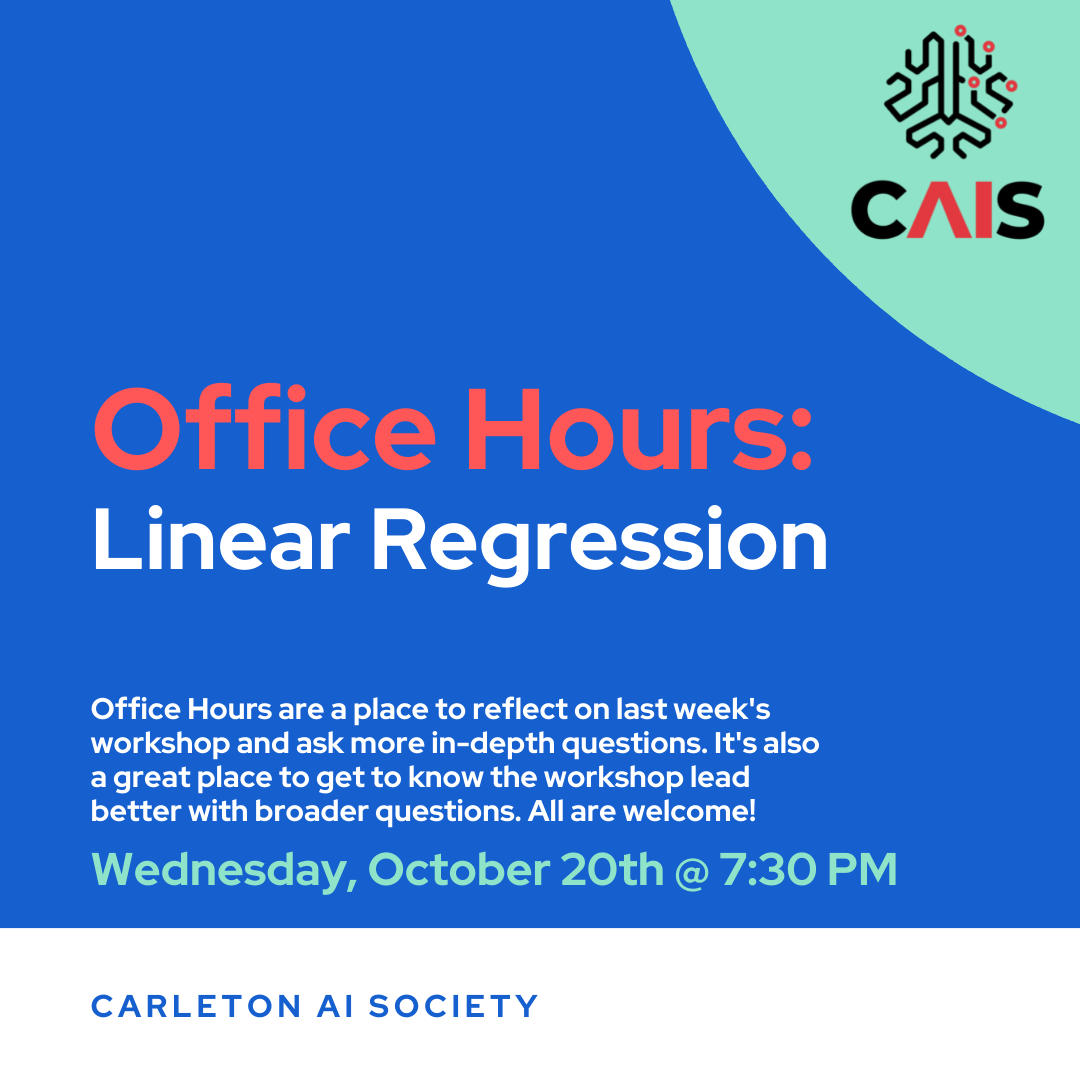 CAIS
Office Hours:
Linear Regression
Office Hours are a place to reflect on last week's
workshop and ask more in-depth questions. It's also
a great place to get to know the workshop lead
better with broader questions. All are welcome!
Wednesday, October 20th @ 7:30 PM
CARLETON AI SOCIETY